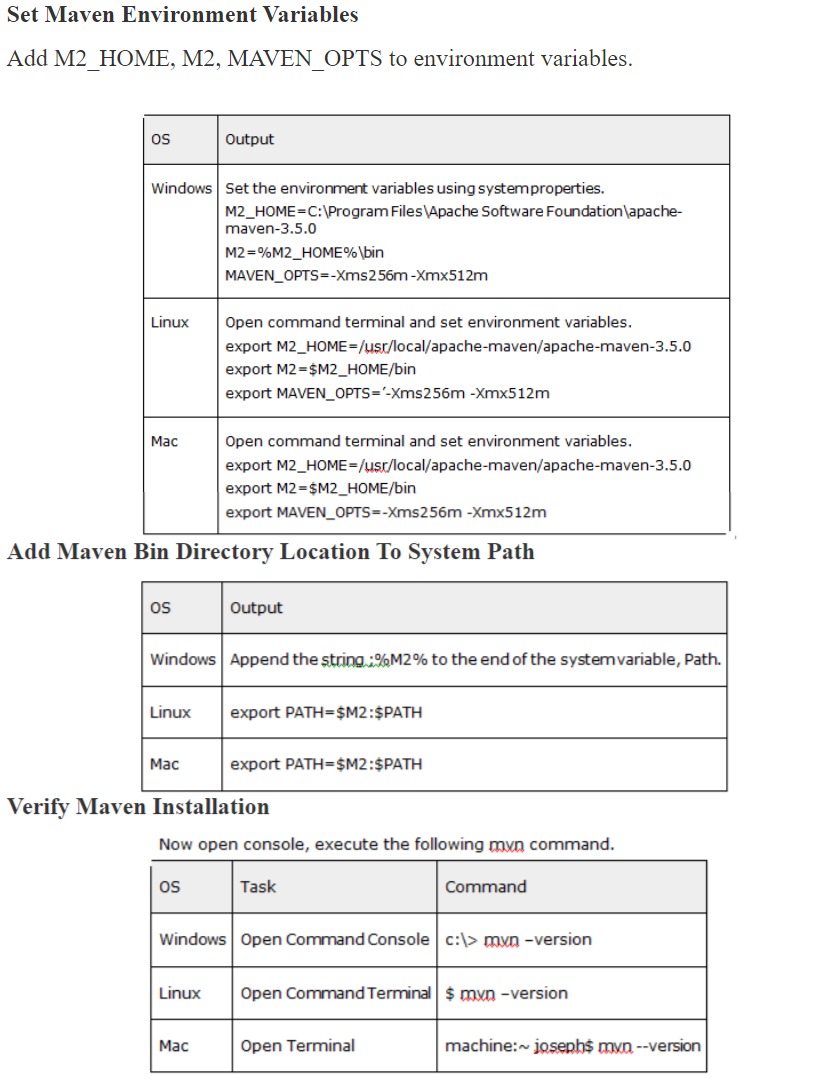 Set Maven Environment Variables
Add M2_HOME, M2, MAVEN_OPTS to environment variables.
OS Output
Windows Set the environment variables using system properties.
M2_HOME=C:\Program Files\Apache Software Foundation\apache-
maven-3.5.0
M2=%M2_HOME%\bin
MAVEN_OPTS=-Xms256m -Xmx512m
Linux Open command terminal and set environment variables.
export M2_HOME=/usr/local/apache-maven/apache-maven-3.5.0
export M2=$M2_HOME/bin
export MAVEN_OPTS=′-Xms256m -Xmx512m
Mac Open command terminal and set environment variables.
export M2_HOME=/usr/local/apache-maven/apache-maven-3.5.0
export M2=$M2_HOME/bin
export MAVEN_OPTS=-Xms256m -Xmx512m
Add Maven Bin Directory Location To System Path
OS Output
Windows Append the string ;%M2% to the end of the system variable, Path.
Linux export PATH=$M2:$PATH
Mac export PATH=$M2:$PATH
Verify Maven Installation
Now open console, execute the following mvn command.
OS Task Command
Windows Open Command Console c:\> mvn –version
Linux Open Command Terminal $ mvn –version
Mac Open Terminal machine:~ joseph$ mvn --version